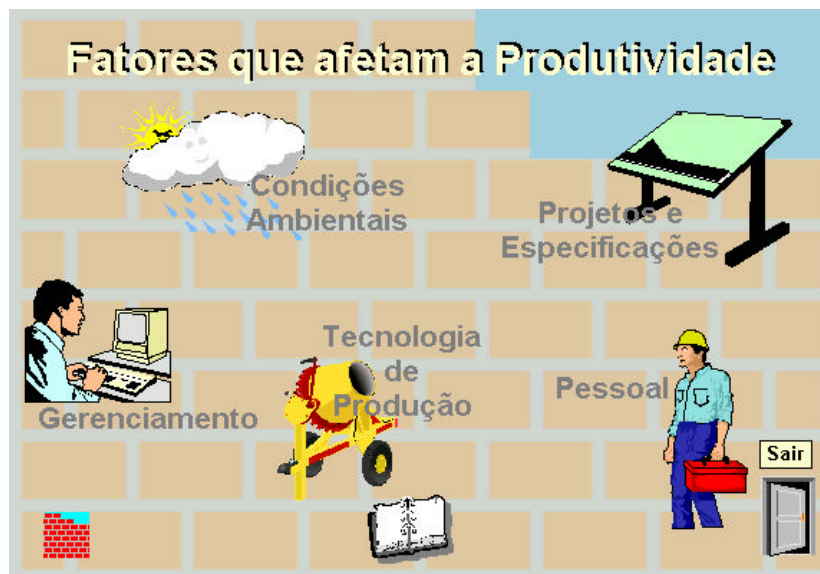 Fatores que afetam a Produtividade
Condições
Ambientais
Projetos e
Especificações
Tecnologia
de
Produção
Gerenciamento
Pessoal
Sair